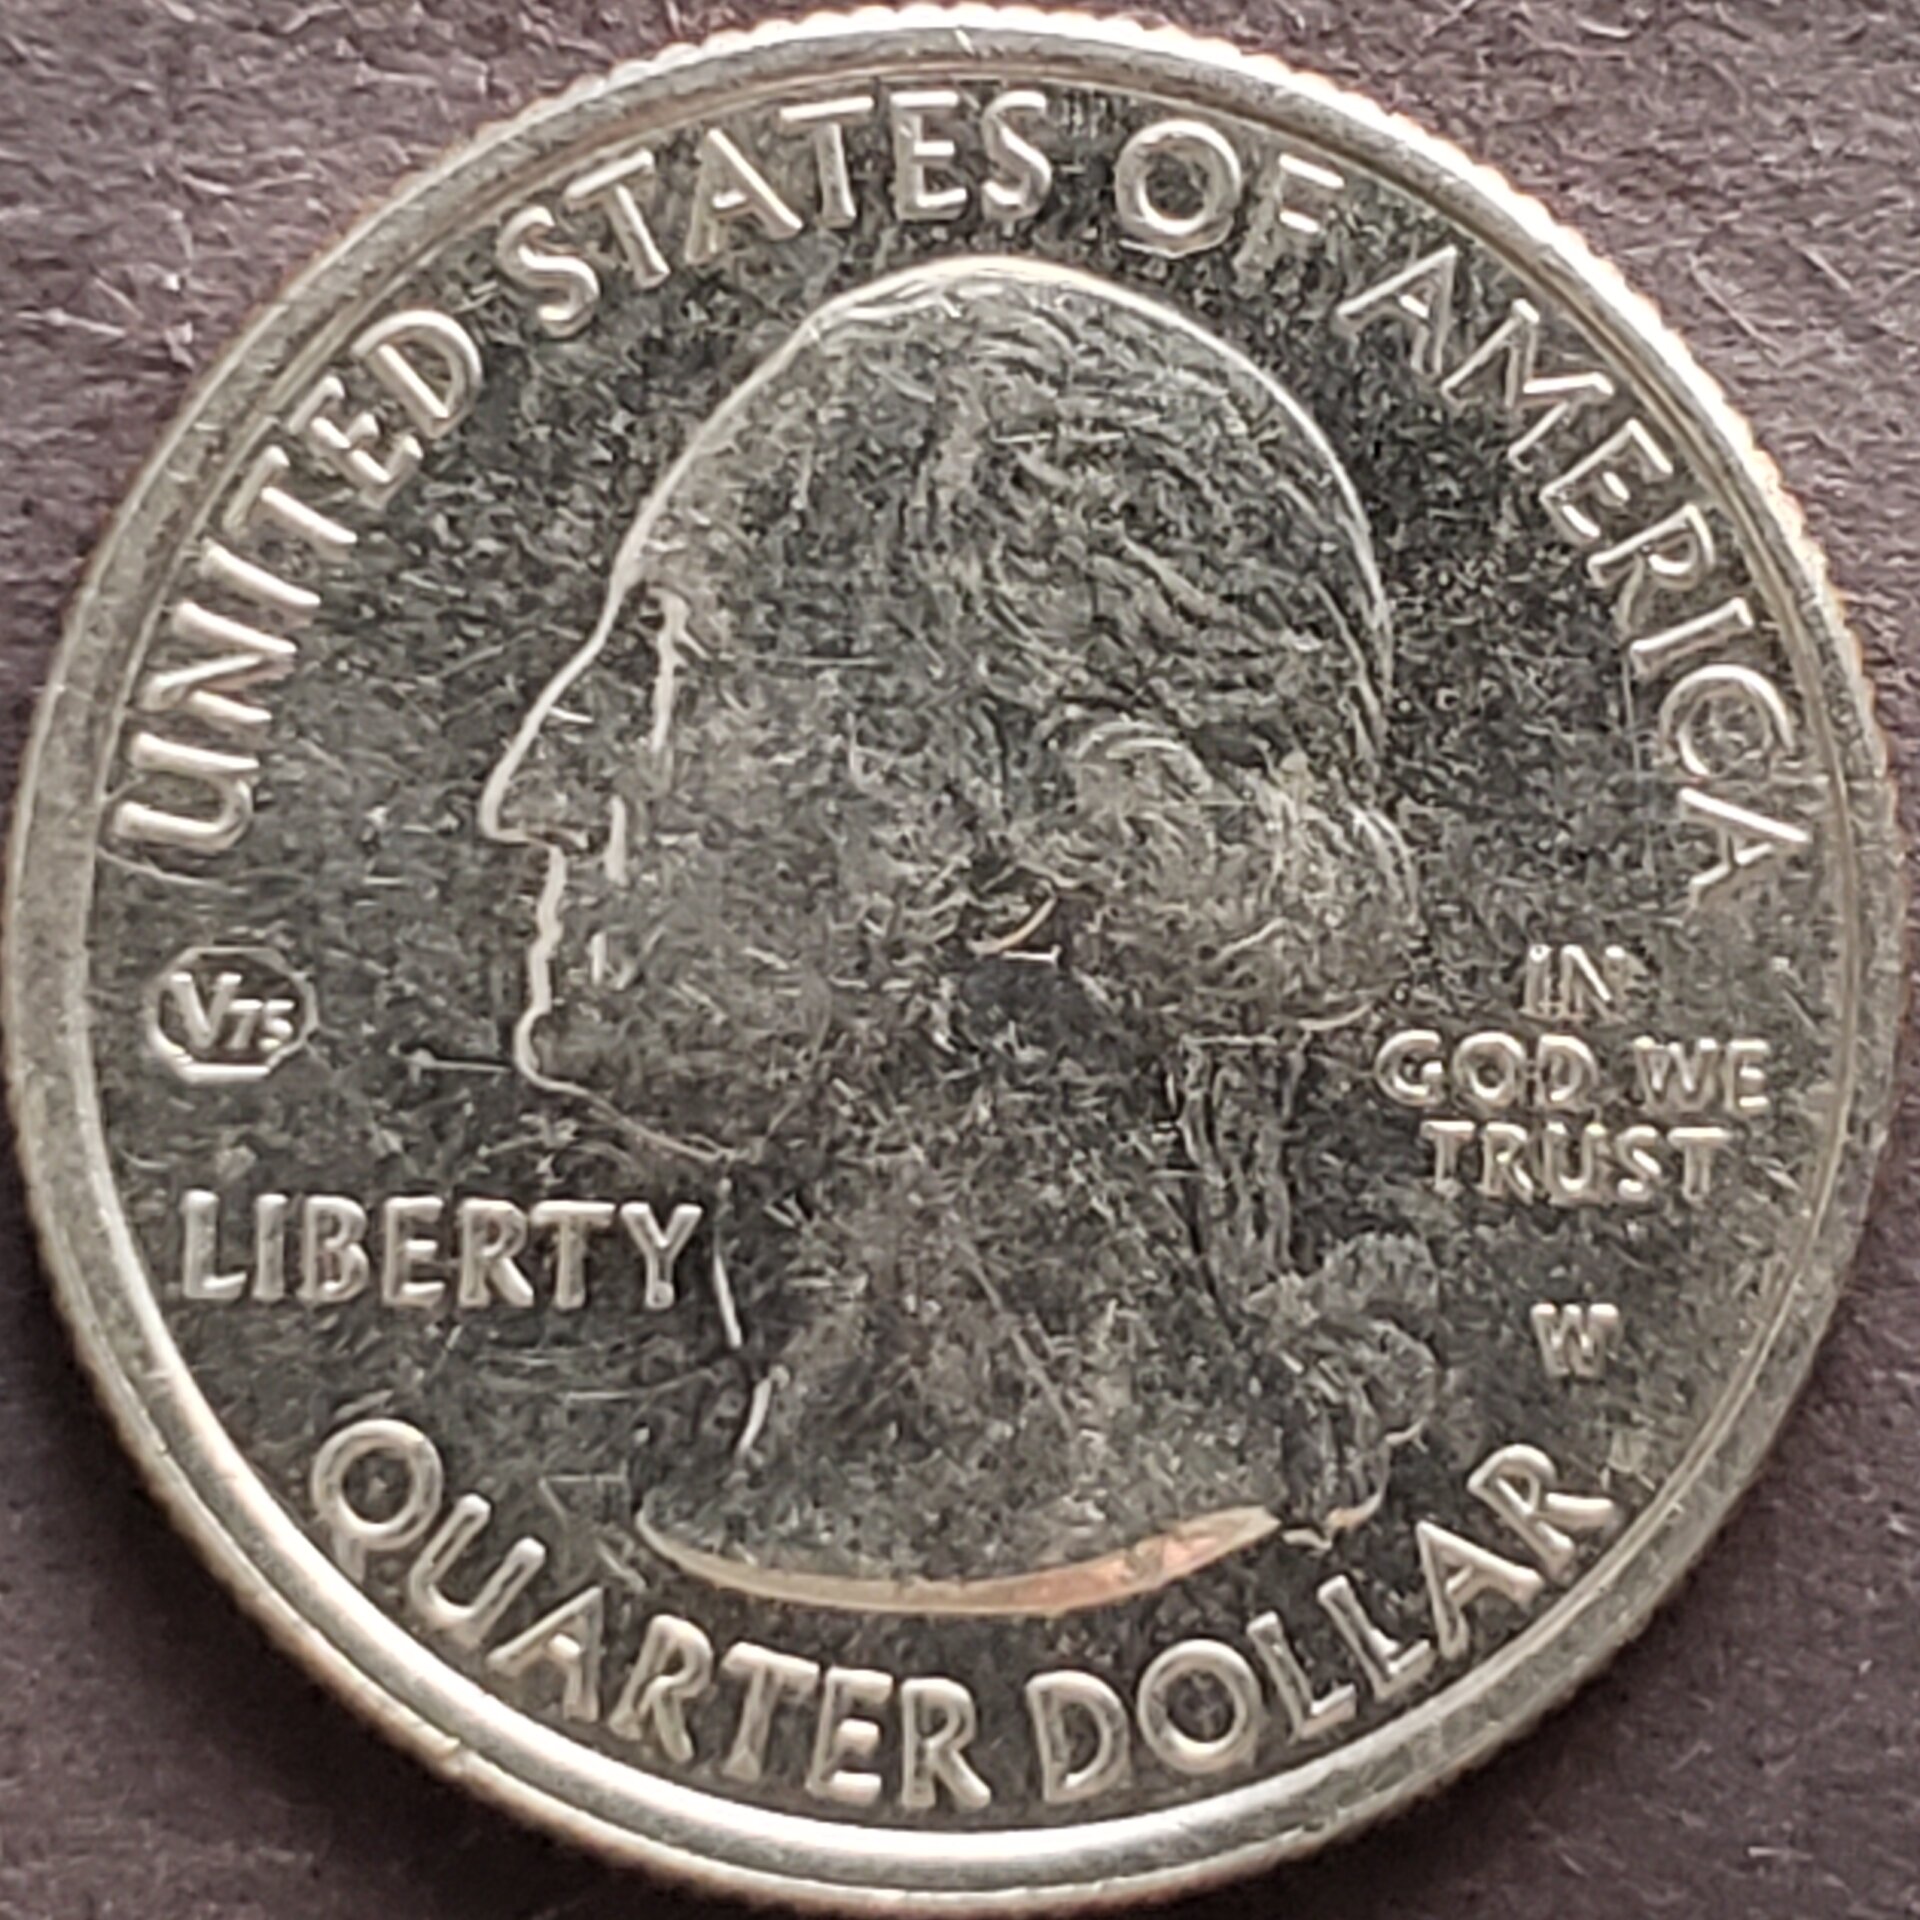 UNITED STATES OF AMERICA
V75
LIBERTY
IN
GOD WE
TRUST
W
QUARTER DOLLAR